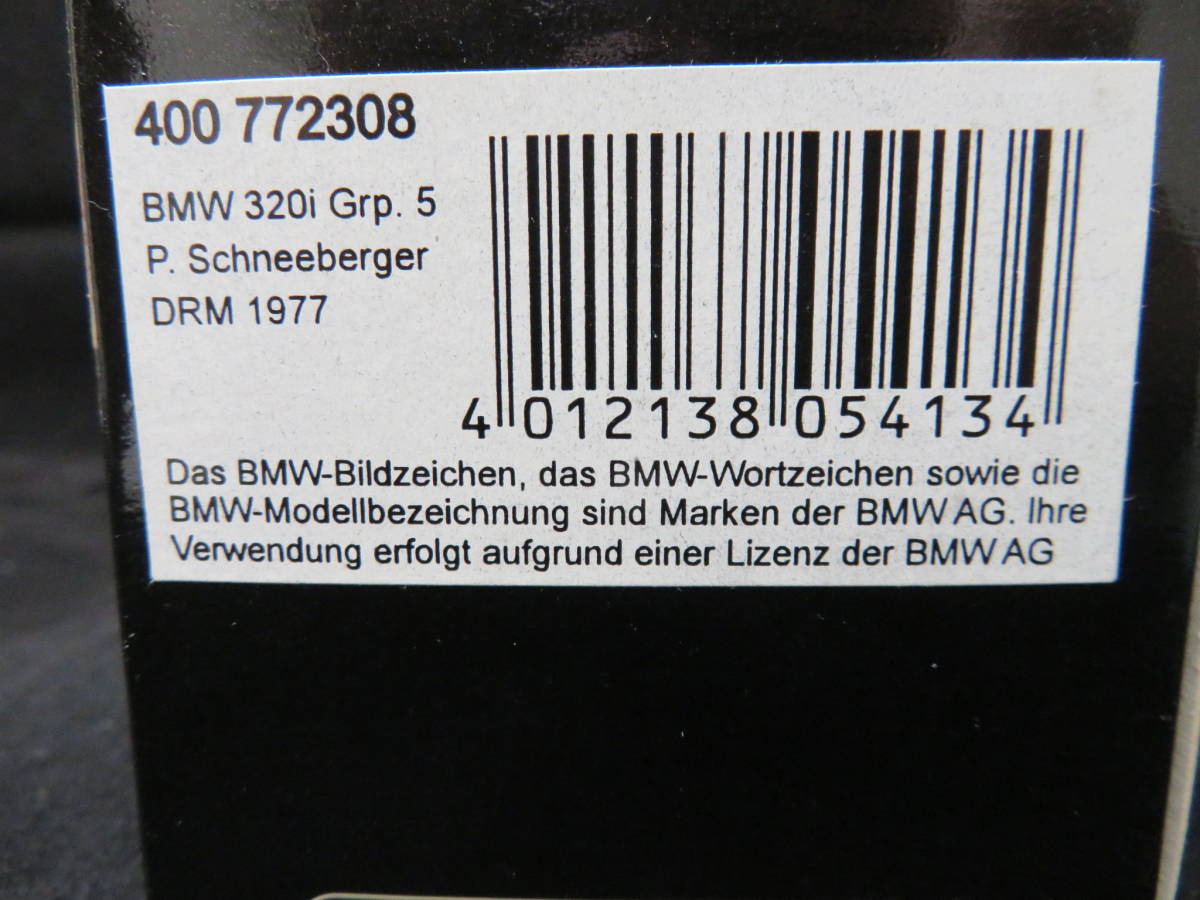 400 772308
BMW 320i Grp. 5
P. Schneeberger
DRM 1977
4 012138 054134
Das BMW-Bildzeichen, das BMW-Wortzeichen sowie die
BMW-Modellbezeichnung sind Marken der BMW AG. Ihre
Verwendung erfolgt aufgrund einer Lizenz der BMW AG